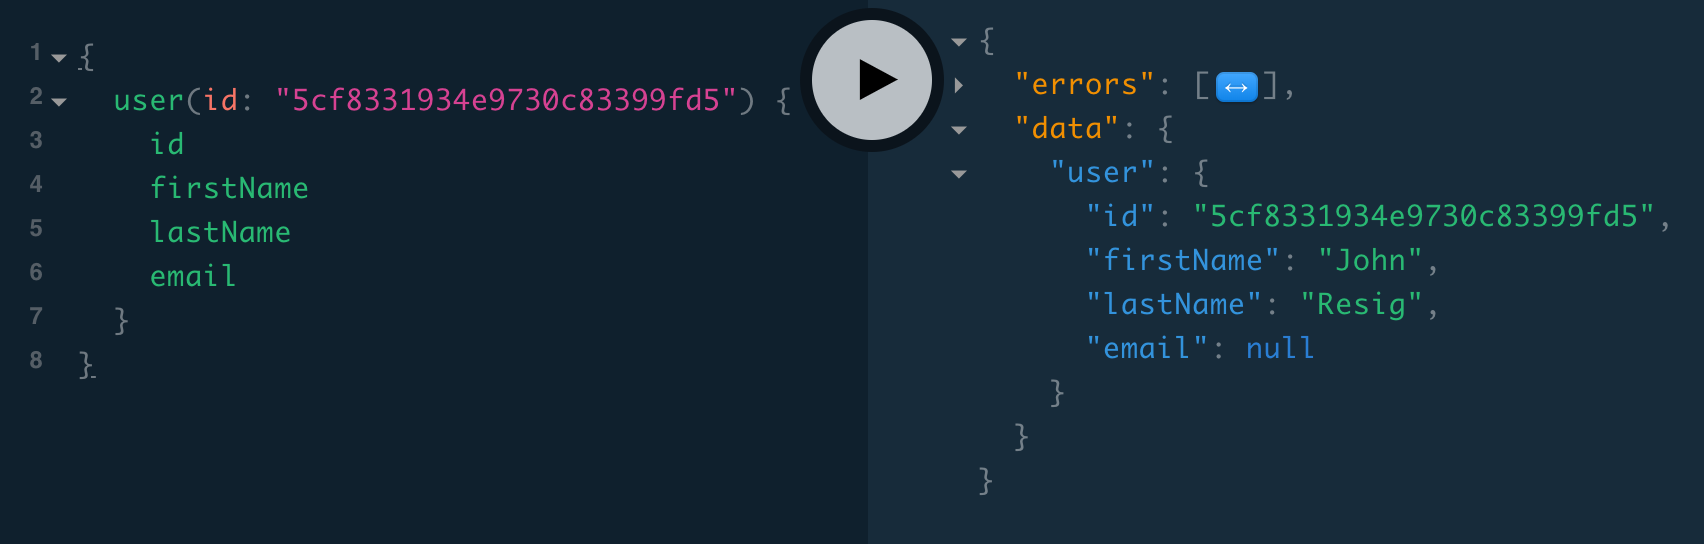 1 {
2 user(id: "5cf8331934e9730c83399fd5") {
3 id
4 firstName
5 lastName
6 email
7 }
8 }
{
"errors": [↔],
"data": {
"user": {
"id": "5cf8331934e9730c83399fd5",
"firstName": "John",
"lastName": "Resig",
"email": null
}
}
}